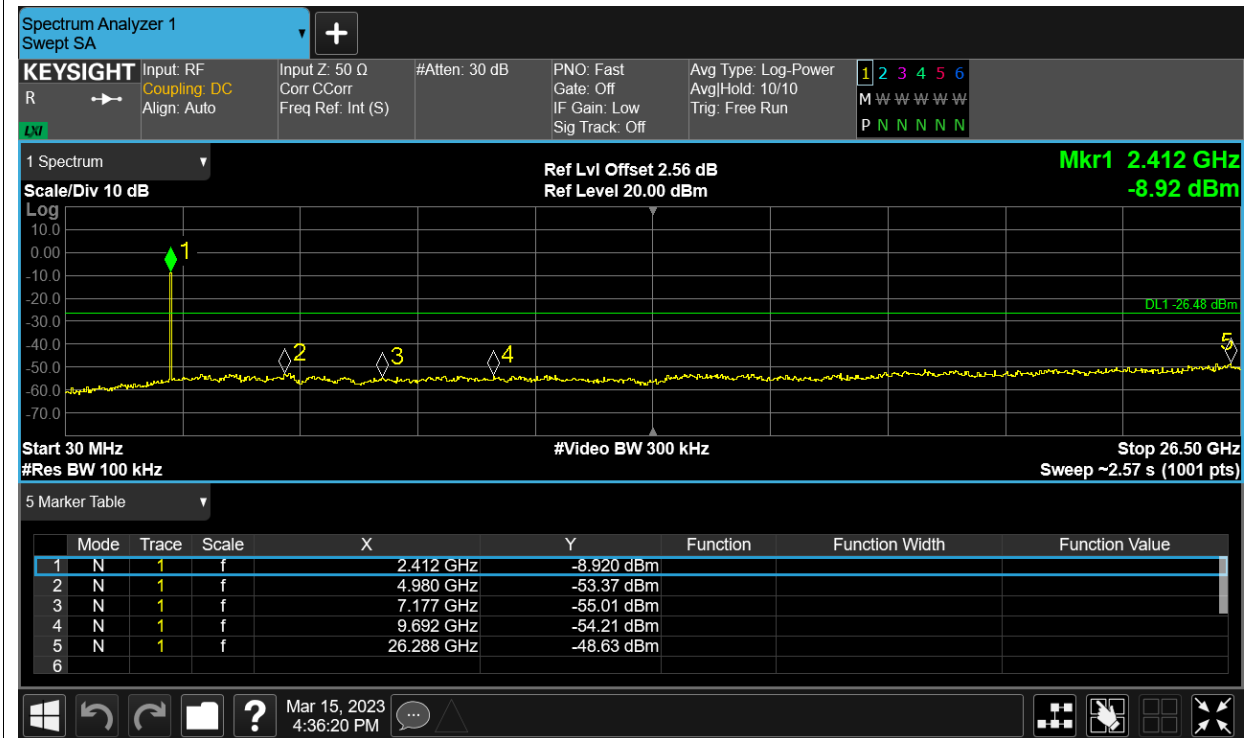 Spectrum Analyzer 1
Swept SA
KEYSIGHT
R
LXI
Input: RF
Coupling: DC
Align: Auto
Input Z: 50 Ω
Corr CCorr
Freq Ref: Int (S)
#Atten: 30 dB
PNO: Fast
Gate: Off
IF Gain: Low
Sig Track: Off
Avg Type: Log-Power
Avg|Hold: 10/10
Trig: Free Run
1 2 3 4 5 6
M W W W W W
P N N N N N
1 Spectrum
Scale/Div 10 dB
Ref Lvl Offset 2.56 dB
Ref Level 20.00 dBm
Mkr1 2.412 GHz
-8.92 dBm
Log
10.0
0.00
-10.0
-20.0
-30.0
-40.0
-50.0
-60.0
-70.0
1
DL1 -26.48 dBm
2
3
4
5
Start 30 MHz
#Video BW 300 kHz
Stop 26.50 GHz
#Res BW 100 kHz
Sweep ~2.57 s (1001 pts)
5 Marker Table
Mode Trace Scale X Y Function Function Width Function Value
1 N 1 f 2.412 GHz -8.920 dBm
2 N 1 f 4.980 GHz -53.37 dBm
3 N 1 f 7.177 GHz -55.01 dBm
4 N 1 f 9.692 GHz -54.21 dBm
5 N 1 f 26.288 GHz -48.63 dBm
6
?
Mar 15, 2023
4:36:20 PM